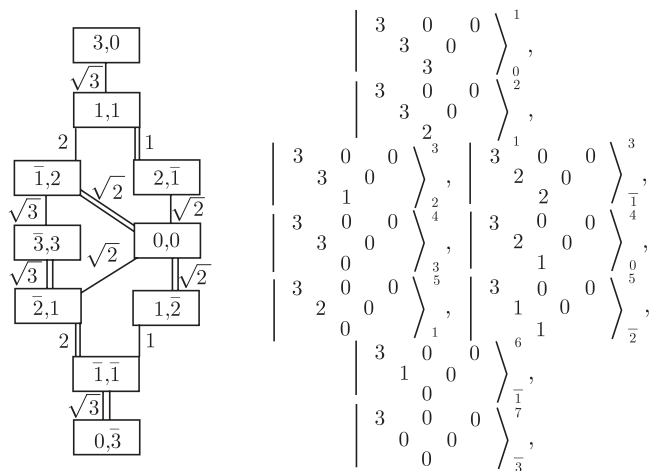 3,0
√3
1,1
2 1
1̄,2 √2 2,1̄
√3 √2
3̄,3 √2 0,0
√3 √2
2̄,1 1,2̄
2 1
1̄,1̄
√3
0,3̄
3 0 0 1
3 0 ,
3 0
3 0 0 2
3 0 ,
2 1
3 0 0 3 3 0 0 3
3 0 , 2 0 ,
1 2 2 1̄
3 0 0 4 3 0 0 4
3 0 , 2 0 ,
0 3 1 0
3 0 0 5 3 0 0 5
2 0 , 1 0 ,
0 1 1 2̄
3 0 0 6
1 0 ,
0 1̄
3 0 0 7
0 0 ,
0 3̄